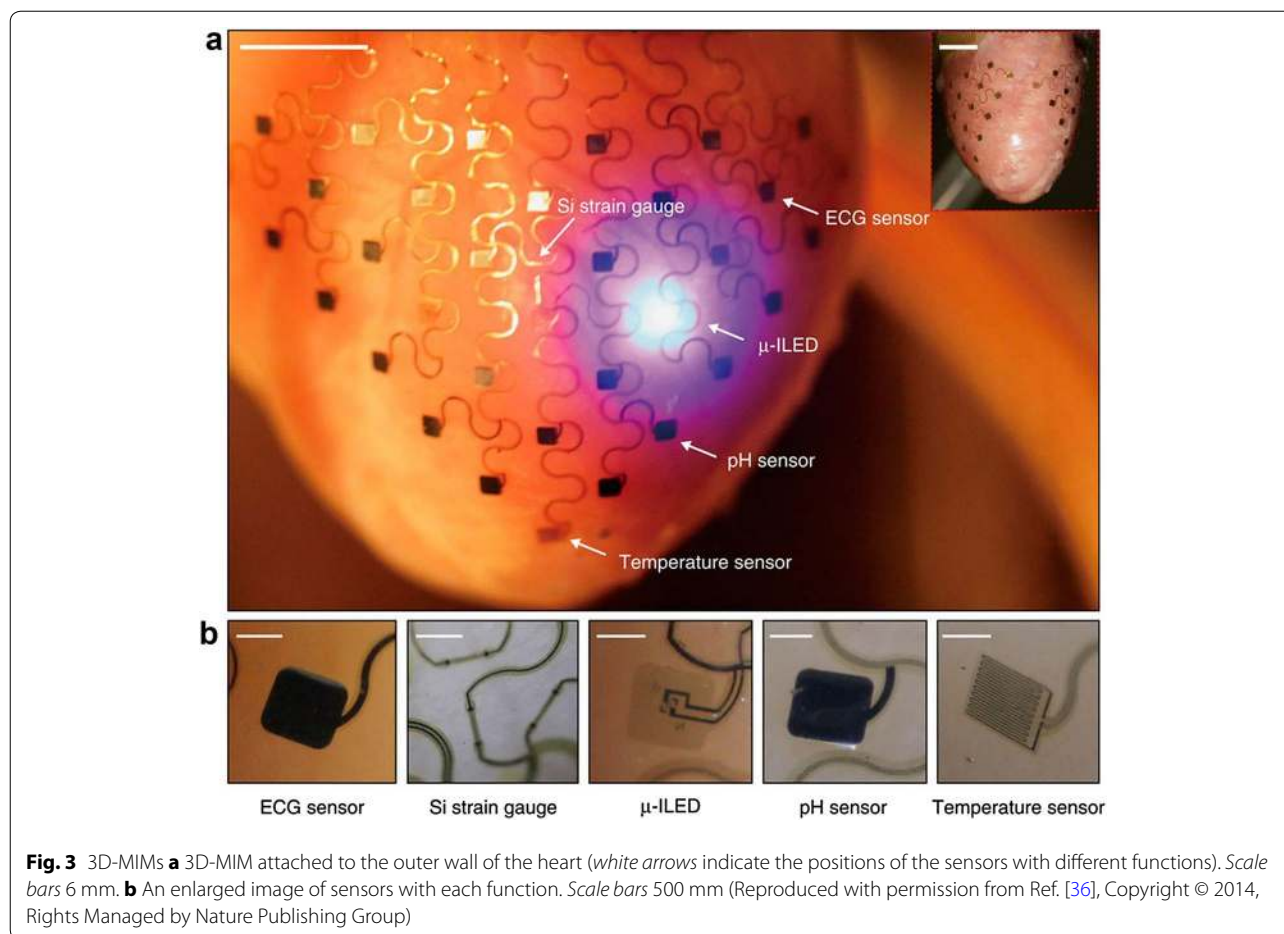 a
Si strain gauge
ECG sensor
μ-ILED
pH sensor
Temperature sensor
b
ECG sensor
Si strain gauge
μ-ILED
pH sensor
Temperature sensor
Fig. 3 3D-MIMs a 3D-MIM attached to the outer wall of the heart (white arrows indicate the positions of the sensors with different functions). Scale
bars 6 mm. b An enlarged image of sensors with each function. Scale bars 500 mm (Reproduced with permission from Ref. [36], Copyright © 2014,
Rights Managed by Nature Publishing Group)